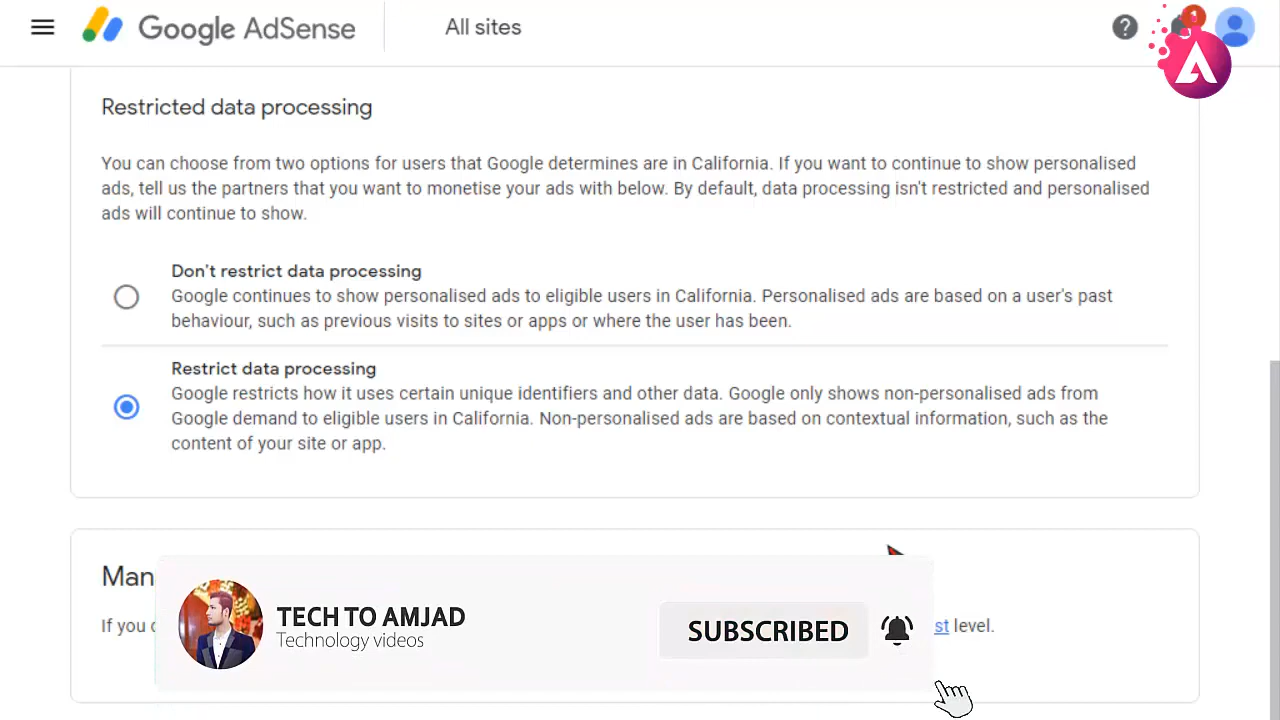 Google AdSense
All sites
1
A
Restricted data processing
You can choose from two options for users that Google determines are in California. If you want to continue to show personalised
ads, tell us the partners that you want to monetise your ads with below. By default, data processing isn't restricted and personalised
ads will continue to show.
Don't restrict data processing
Google continues to show personalised ads to eligible users in California. Personalised ads are based on a user's past
behaviour, such as previous visits to sites or apps or where the user has been.
Restrict data processing
Google restricts how it uses certain unique identifiers and other data. Google only shows non-personalised ads from
Google demand to eligible users in California. Non-personalised ads are based on contextual information, such as the
content of your site or app.
Man
If you
st level.
TECH TO AMJAD
Technology videos
SUBSCRIBED